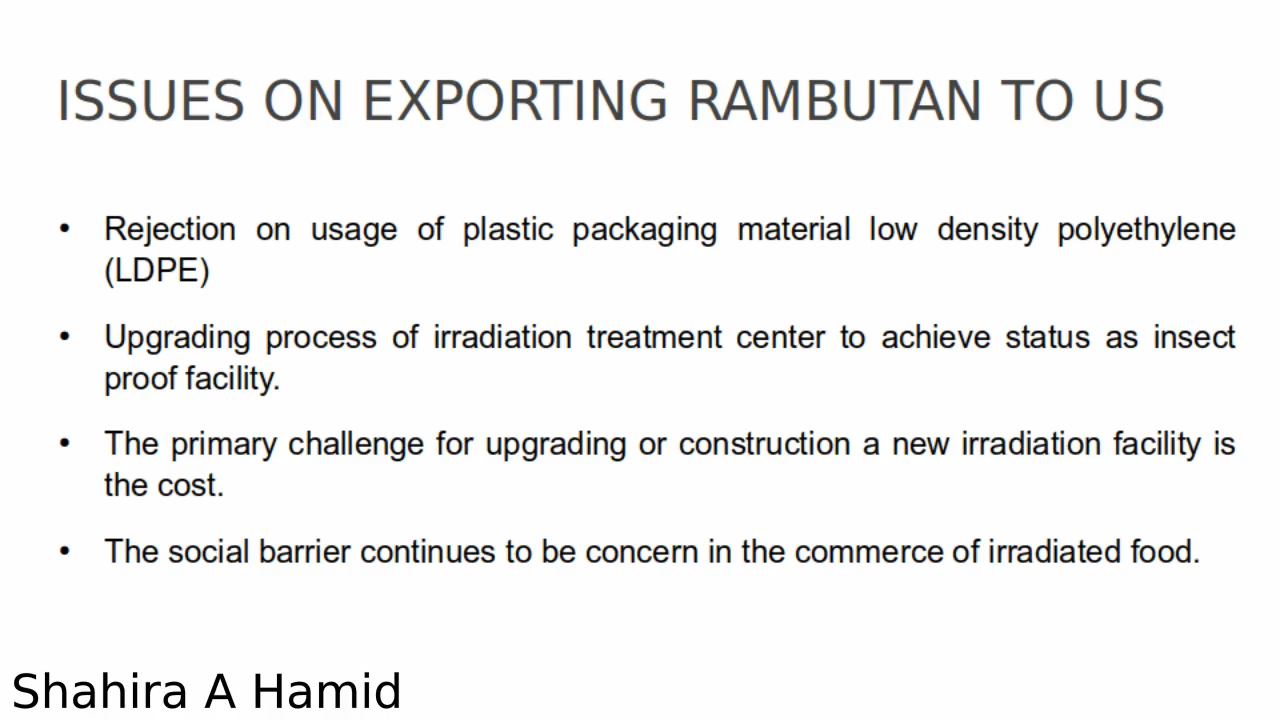 ISSUES ON EXPORTING RAMBUTAN TO US
• Rejection on usage of plastic packaging material low density polyethylene
(LDPE)
• Upgrading process of irradiation treatment center to achieve status as insect
proof facility.
• The primary challenge for upgrading or construction a new irradiation facility is
the cost.
• The social barrier continues to be concern in the commerce of irradiated food.
Shahira A Hamid